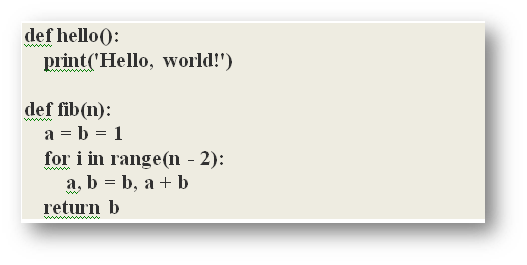 def hello():
    print('Hello, world!')

def fib(n):
    a = b = 1
    for i in range(n - 2):
        a, b = b, a + b
    return b